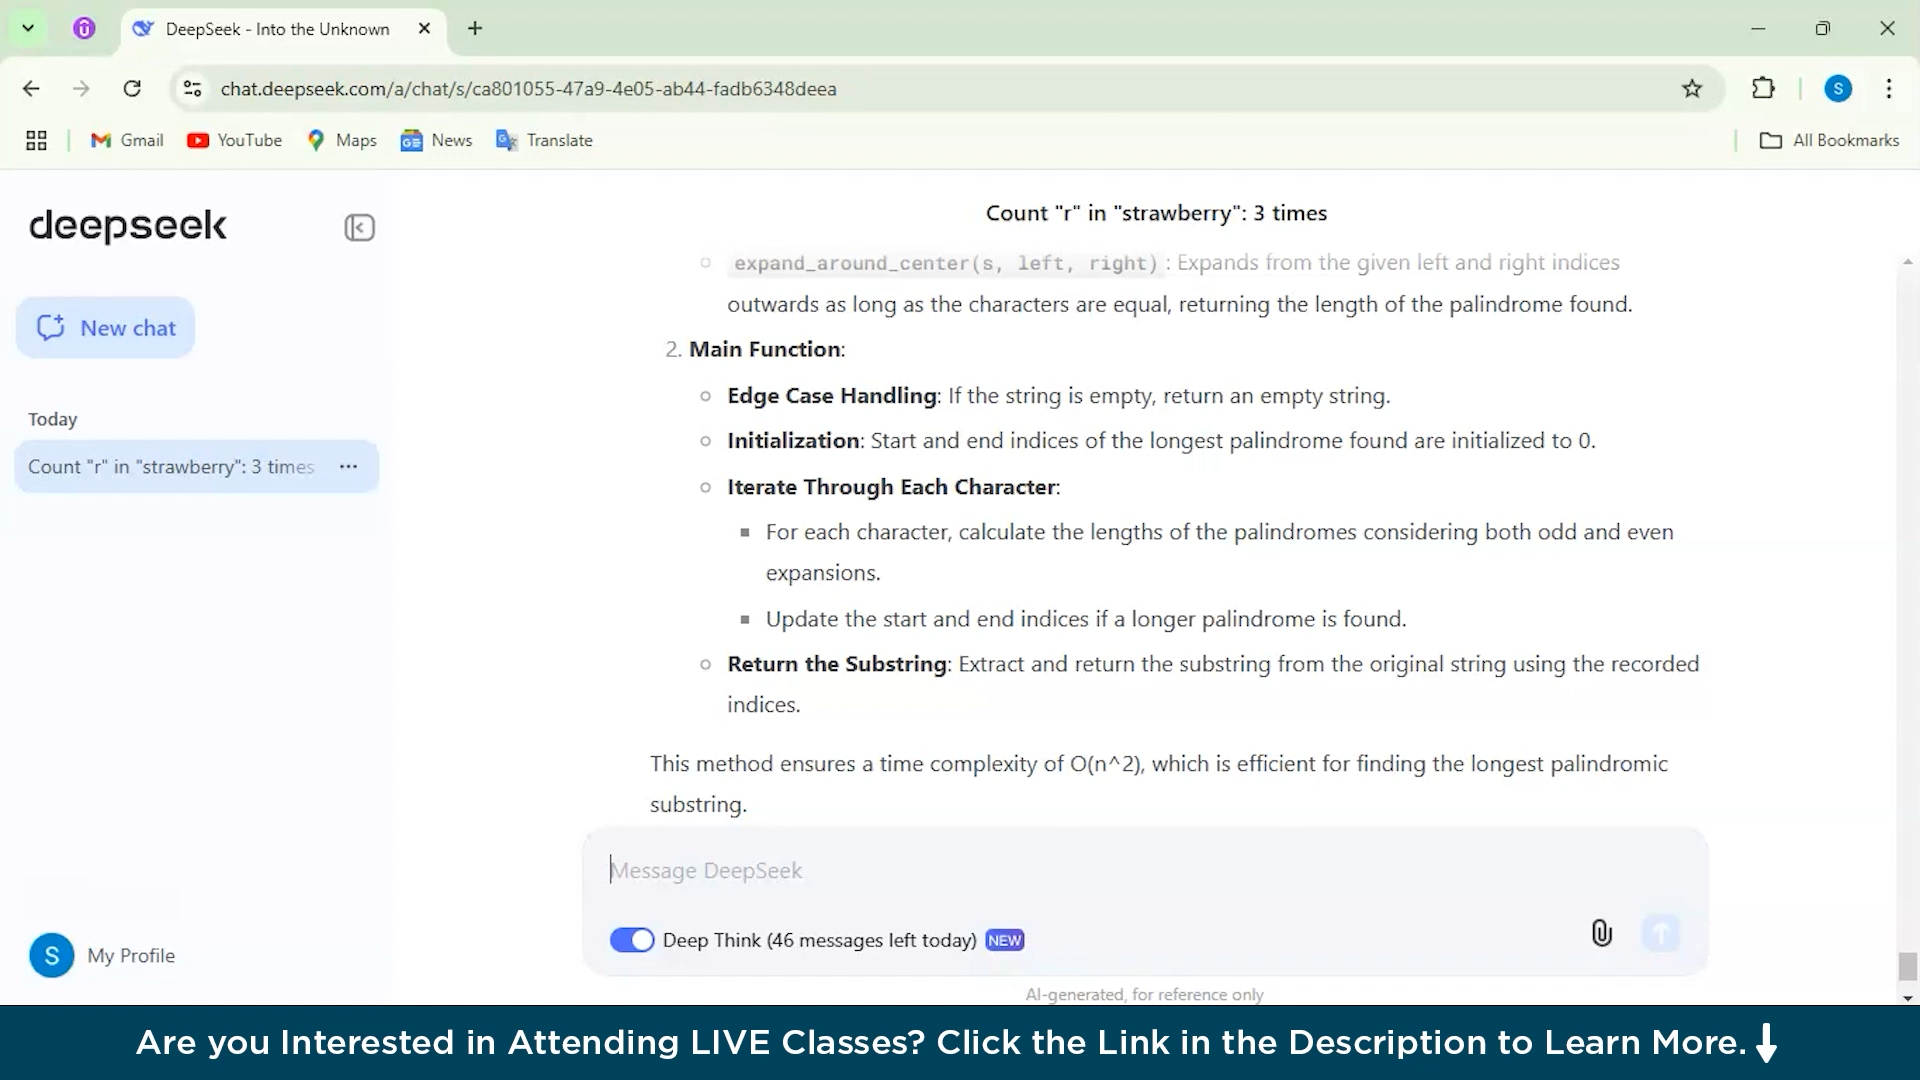 DeepSeek - Into the Unknown
chat.deepseek.com/a/chat/s/ca801055-47a9-4e05-ab44-fadb6348deea
S
Gmail
YouTube
Maps
News
Translate
All Bookmarks
deepseek
New chat
Today
Count "r" in "strawberry": 3 times
S
My Profile
Count "r" in "strawberry": 3 times
expand_around_center(s, left, right) : Expands from the given left and right indices
outwards as long as the characters are equal, returning the length of the palindrome found.
2. Main Function:
Edge Case Handling: If the string is empty, return an empty string.
Initialization: Start and end indices of the longest palindrome found are initialized to 0.
Iterate Through Each Character:
For each character, calculate the lengths of the palindromes considering both odd and even
expansions.
Update the start and end indices if a longer palindrome is found.
Return the Substring: Extract and return the substring from the original string using the recorded
indices.
This method ensures a time complexity of O(n^2), which is efficient for finding the longest palindromic
substring.
Message DeepSeek
Deep Think (46 messages left today) NEW
AI-generated, for reference only
Are you Interested in Attending LIVE Classes? Click the Link in the Description to Learn More.